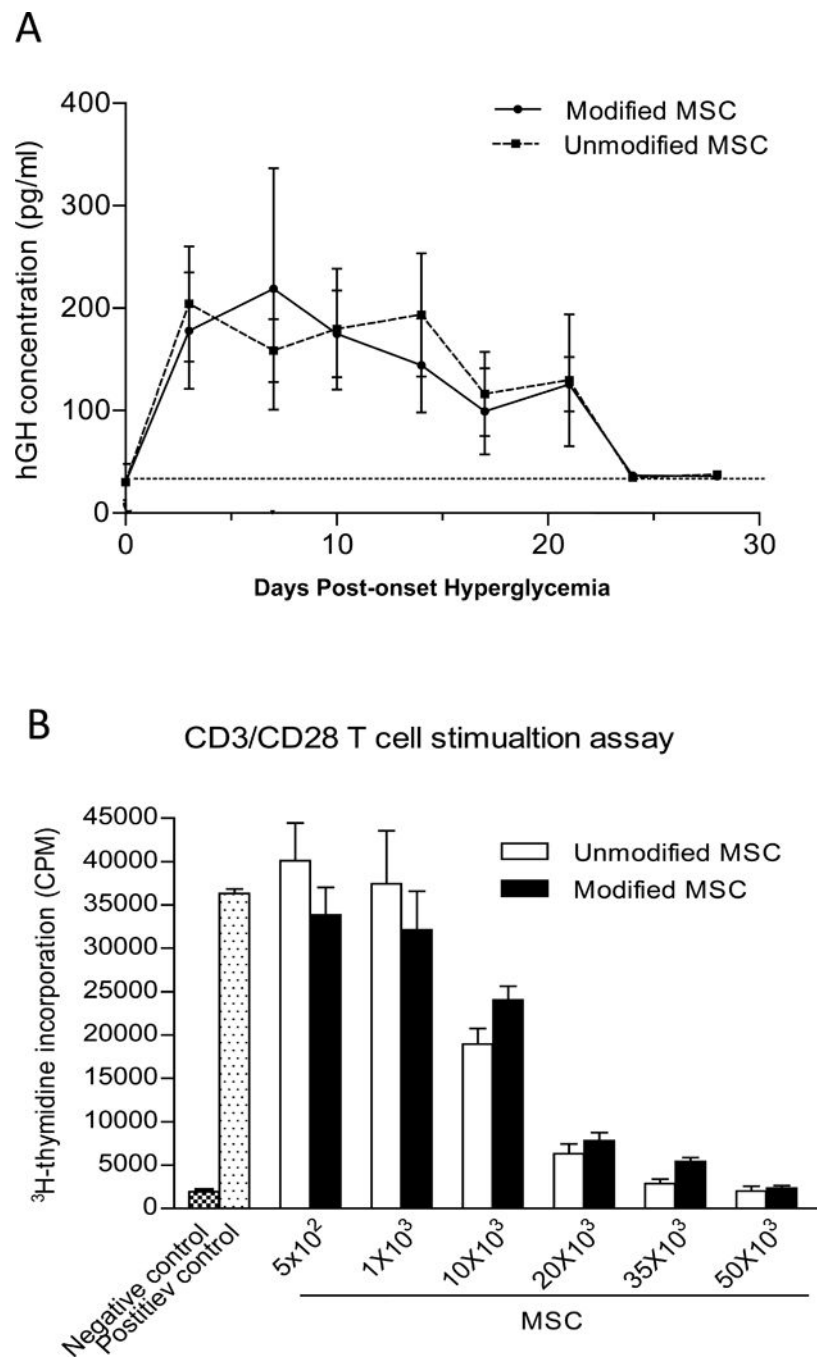 A
400
300
200
100
0
hGH concentration (pg/ml)
Modified MSC
Unmodified MSC
0 10 20 30
Days Post-onset Hyperglycemia
B
CD3/CD28 T cell stimualtion assay
45000
40000
35000
30000
25000
20000
15000
10000
5000
0
³H-thymidine incorporation (CPM)
Unmodified MSC
Modified MSC
Negative control
Postitiev control
5x10²
1X10³
10X10³
20X10³
35X10³
50X10³
MSC